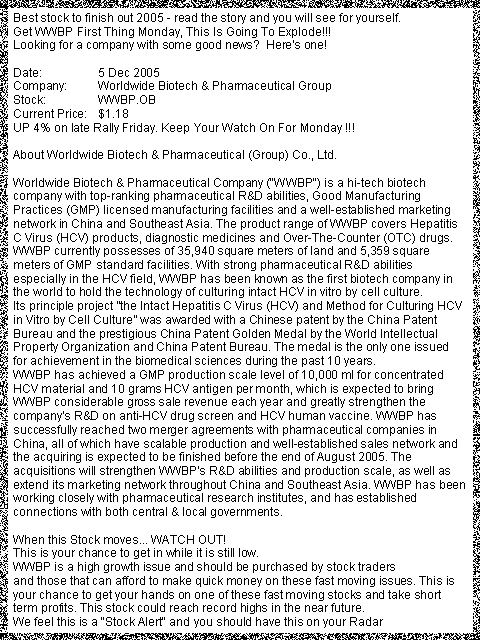 Best stock to finish out 2005 - read the story and you will see for yourself.
Get WWBP First Thing Monday, This Is Going To Explode!!!
Looking for a company with some good news?  Here's one!
Date: 5 Dec 2005
Company: Worldwide Biotech & Pharmaceutical Group
Stock: WWBP.OB
Current Price: $1.18
UP 4% on late Rally Friday. Keep Your Watch On For Monday !!!
About Worldwide Biotech & Pharmaceutical (Group) Co., Ltd.
Worldwide Biotech & Pharmaceutical Company ("WWBP") is a hi-tech biotech
company with top-ranking pharmaceutical R&D abilities, Good Manufacturing
Practices (GMP) licensed manufacturing facilities and a well-established marketing
network in China and Southeast Asia. The product range of WWBP covers Hepatitis
C Virus (HCV) products, diagnostic medicines and Over-The-Counter (OTC) drugs.
WWBP currently possesses of 35,940 square meters of land and 5,359 square
meters of GMP standard facilities. With strong pharmaceutical R&D abilities
especially in the HCV field, WWBP has been known as the first biotech company in
the world to hold the technology of culturing intact HCV in vitro by cell culture.
Its principle project "the Intact Hepatitis C Virus (HCV) and Method for Culturing HCV
in Vitro by Cell Culture" was awarded with a Chinese patent by the China Patent
Bureau and the prestigious China Patent Golden Medal by the World Intellectual
Property Organization and China Patent Bureau. The medal is the only one issued
for achievement in the biomedical sciences during the past 10 years.
WWBP has achieved a GMP production scale level of 10,000 ml for concentrated
HCV material and 10 grams HCV antigen per month, which is expected to bring
WWBP considerable gross sale revenue each year and greatly strengthen the
company's R&D on anti-HCV drug screen and HCV human vaccine. WWBP has
successfully reached two merger agreements with pharmaceutical companies in
China, all of which have scalable production and well-established sales network and
the acquiring is expected to be finished before the end of August 2005. The
acquisitions will strengthen WWBP's R&D abilities and production scale, as well as
extend its marketing network throughout China and Southeast Asia. WWBP has been
working closely with pharmaceutical research institutes, and has established
connections with both central & local governments.
When this Stock moves... WATCH OUT!
This is your chance to get in while it is still low.
WWBP is a high growth issue and should be purchased by stock traders
and those that can afford to make quick money on these fast moving issues. This is
your chance to get your hands on one of these fast moving stocks and take short
term profits. This stock could reach record highs in the near future.
We feel this is a "Stock Alert" and you should have this on your Radar